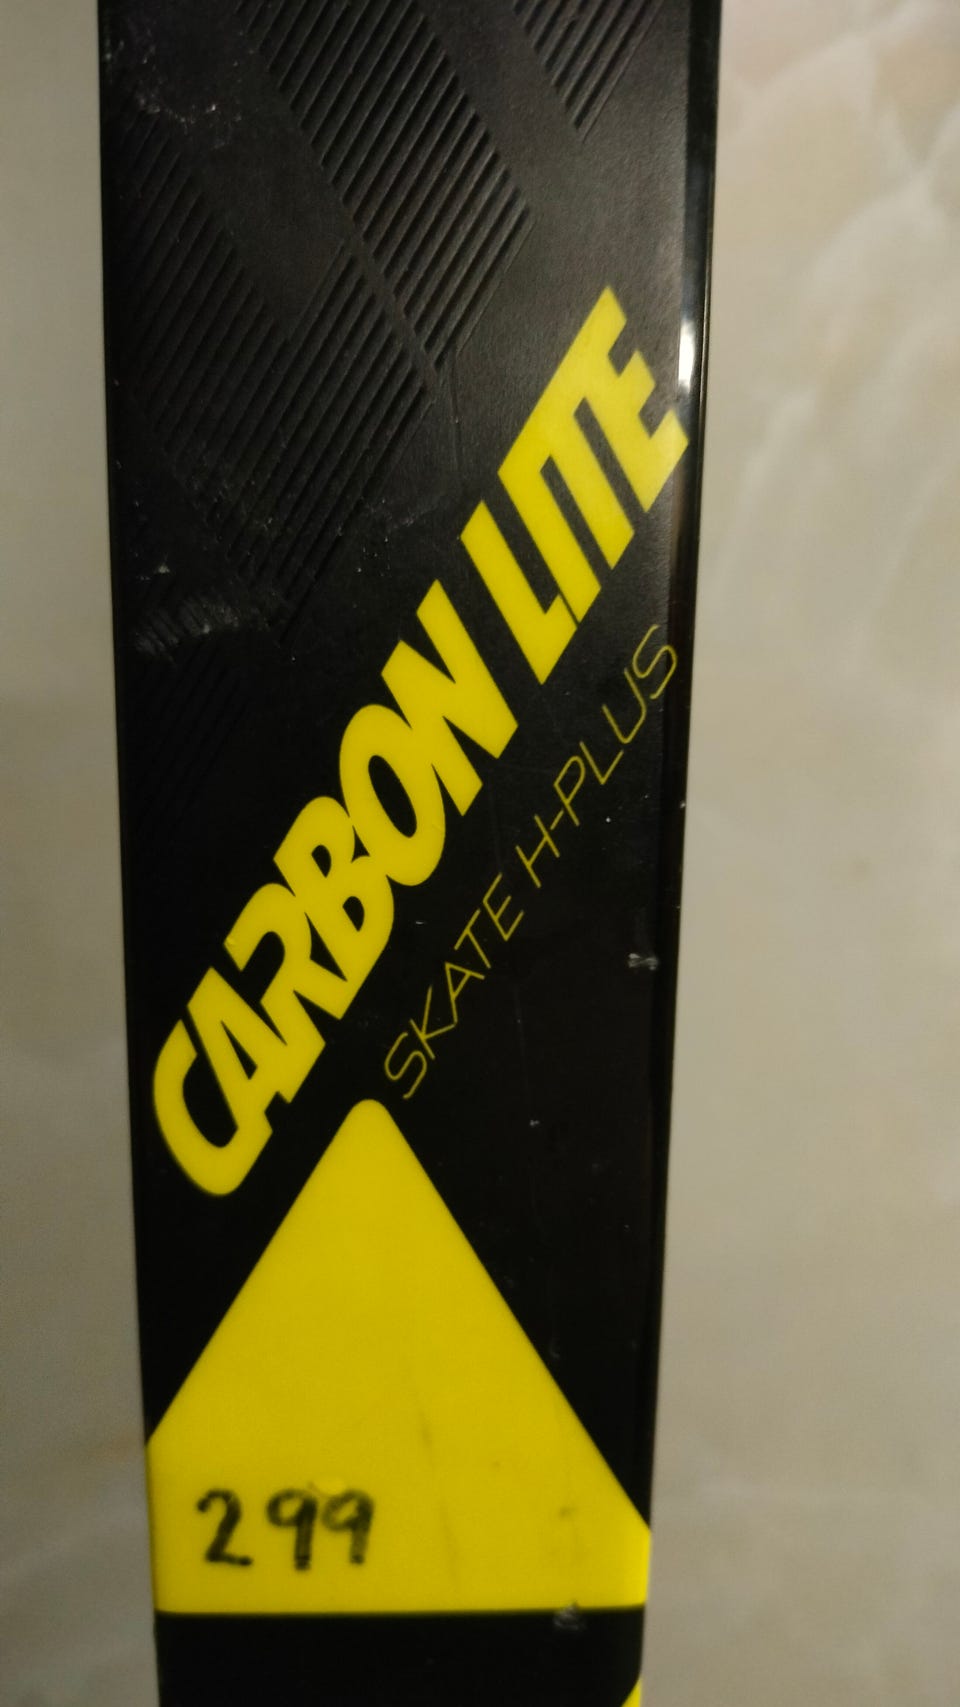 CARBON LITE
SKATE H-PLUS
299